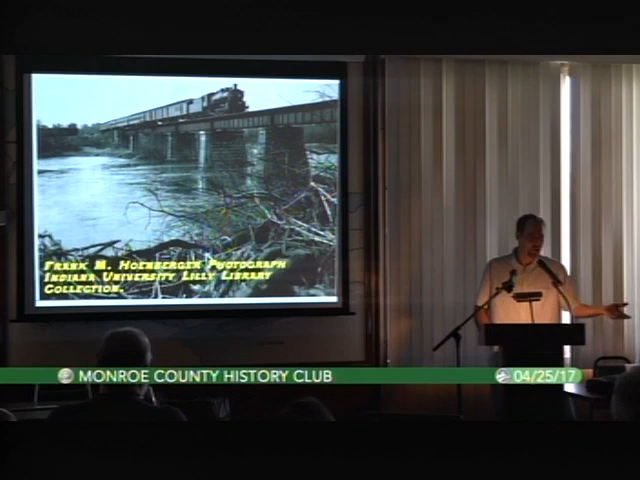 Frank M. Hohenberger Photograph
Indiana University Lilly Library
Collection.
MONROE COUNTY HISTORY CLUB
04/25/17